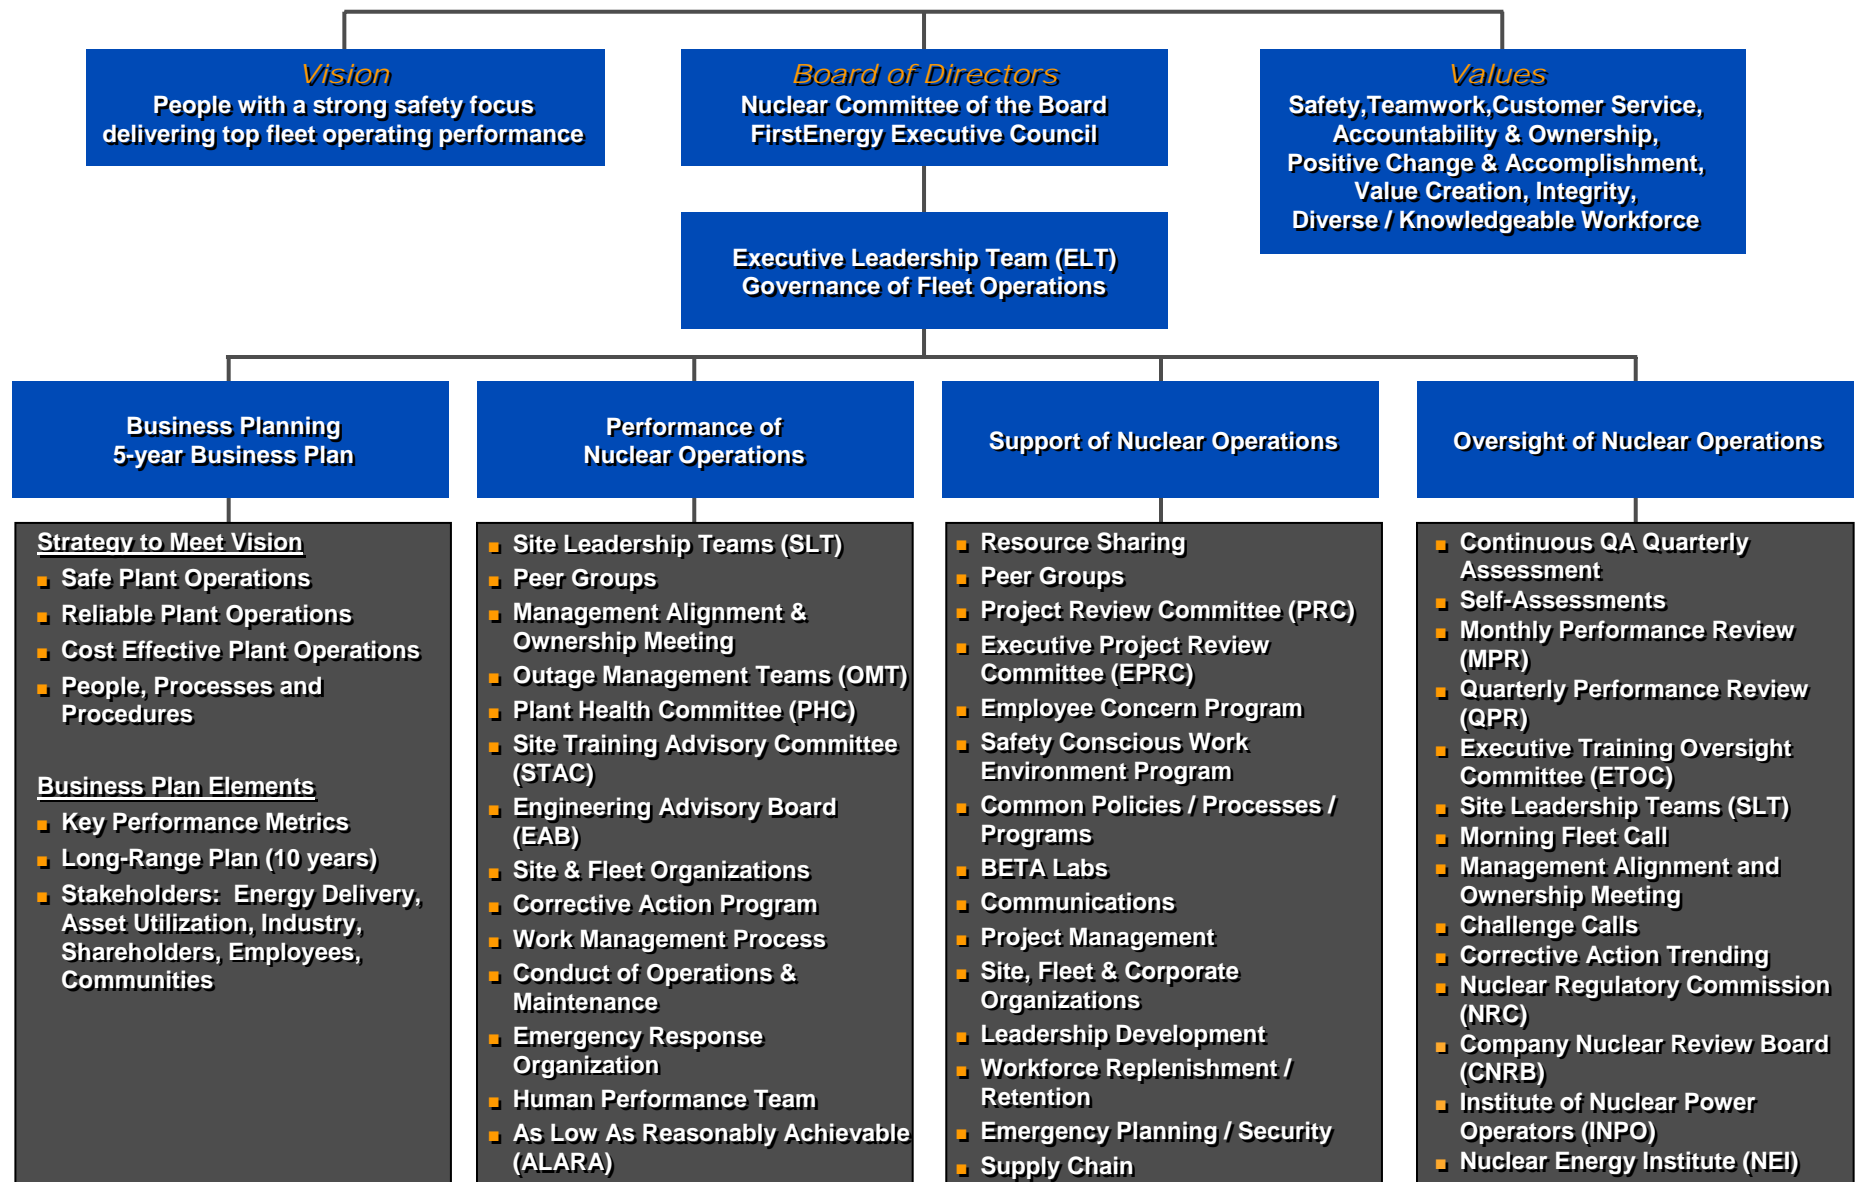 Vision
People with a strong safety focus
delivering top fleet operating performance
Board of Directors
Nuclear Committee of the Board
FirstEnergy Executive Council
Values
Safety,Teamwork,Customer Service,
Accountability & Ownership,
Positive Change & Accomplishment,
Value Creation, Integrity,
Diverse / Knowledgeable Workforce
Executive Leadership Team (ELT)
Governance of Fleet Operations
Business Planning
5-year Business Plan
Performance of
Nuclear Operations
Support of Nuclear Operations
Oversight of Nuclear Operations
Strategy to Meet Vision
Safe Plant Operations
Reliable Plant Operations
Cost Effective Plant Operations
People, Processes and
Procedures
Business Plan Elements
Key Performance Metrics
Long-Range Plan (10 years)
Stakeholders: Energy Delivery,
Asset Utilization, Industry,
Shareholders, Employees,
Communities
Site Leadership Teams (SLT)
Peer Groups
Management Alignment &
Ownership Meeting
Outage Management Teams (OMT)
Plant Health Committee (PHC)
Site Training Advisory Committee
(STAC)
Engineering Advisory Board
(EAB)
Site & Fleet Organizations
Corrective Action Program
Work Management Process
Conduct of Operations &
Maintenance
Emergency Response
Organization
Human Performance Team
As Low As Reasonably Achievable
(ALARA)
Resource Sharing
Peer Groups
Project Review Committee (PRC)
Executive Project Review
Committee (EPRC)
Employee Concern Program
Safety Conscious Work
Environment Program
Common Policies / Processes /
Programs
BETA Labs
Communications
Project Management
Site, Fleet & Corporate
Organizations
Leadership Development
Workforce Replenishment /
Retention
Emergency Planning / Security
Supply Chain
Continuous QA Quarterly
Assessment
Self-Assessments
Monthly Performance Review
(MPR)
Quarterly Performance Review
(QPR)
Executive Training Oversight
Committee (ETOC)
Site Leadership Teams (SLT)
Morning Fleet Call
Management Alignment and
Ownership Meeting
Challenge Calls
Corrective Action Trending
Nuclear Regulatory Commission
(NRC)
Company Nuclear Review Board
(CNRB)
Institute of Nuclear Power
Operators (INPO)
Nuclear Energy Institute (NEI)